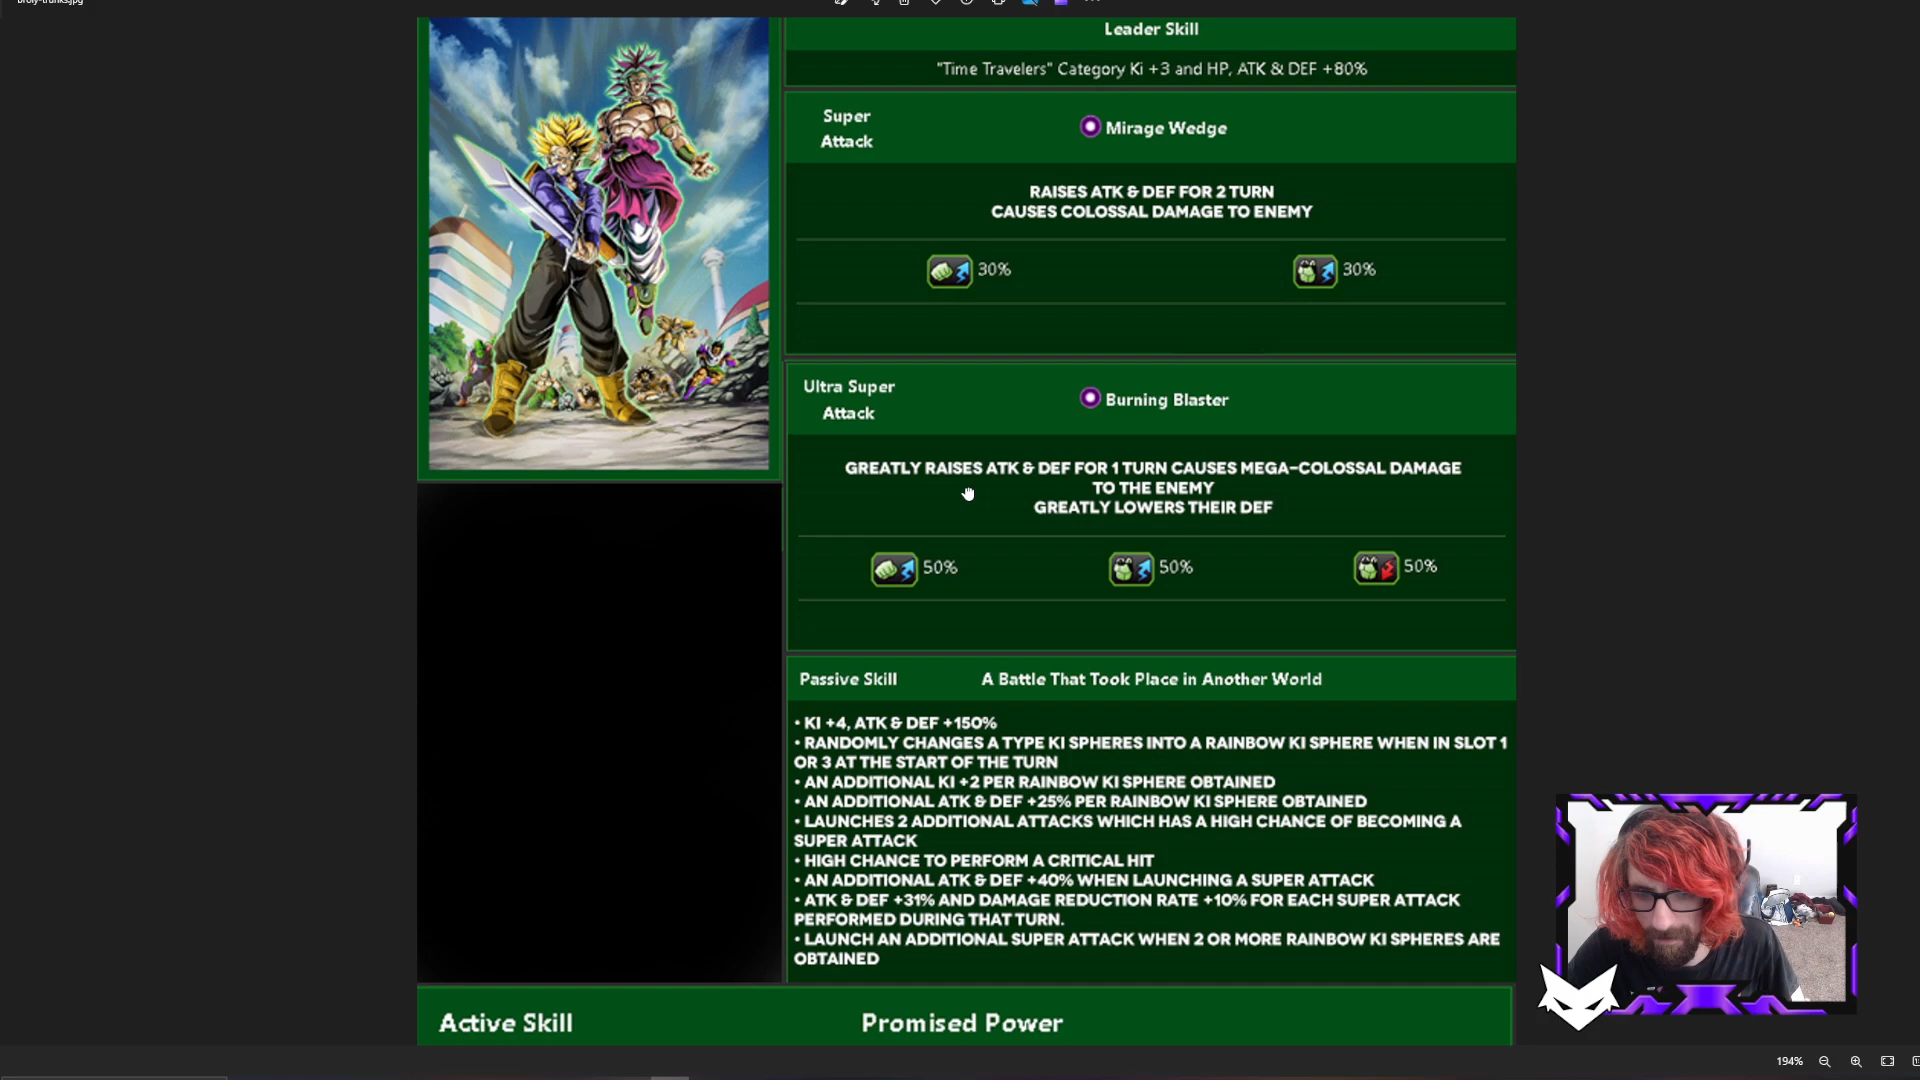 broly-trunks.jpg
Leader Skill
"Time Travelers" Category Ki +3 and HP, ATK & DEF +80%
Super
Attack
Mirage Wedge
RAISES ATK & DEF FOR 2 TURN
CAUSES COLOSSAL DAMAGE TO ENEMY
30%
30%
Ultra Super
Attack
Burning Blaster
GREATLY RAISES ATK & DEF FOR 1 TURN CAUSES MEGA-COLOSSAL DAMAGE
TO THE ENEMY
GREATLY LOWERS THEIR DEF
50%
50%
50%
Passive Skill
A Battle That Took Place in Another World
• KI +4, ATK & DEF +150%
• RANDOMLY CHANGES A TYPE KI SPHERES INTO A RAINBOW KI SPHERE WHEN IN SLOT 1
OR 3 AT THE START OF THE TURN
• AN ADDITIONAL KI +2 PER RAINBOW KI SPHERE OBTAINED
• AN ADDITIONAL ATK & DEF +25% PER RAINBOW KI SPHERE OBTAINED
• LAUNCHES 2 ADDITIONAL ATTACKS WHICH HAS A HIGH CHANCE OF BECOMING A
SUPER ATTACK
• HIGH CHANCE TO PERFORM A CRITICAL HIT
• AN ADDITIONAL ATK & DEF +40% WHEN LAUNCHING A SUPER ATTACK
• ATK & DEF +31% AND DAMAGE REDUCTION RATE +10% FOR EACH SUPER ATTACK
PERFORMED DURING THAT TURN.
• LAUNCH AN ADDITIONAL SUPER ATTACK WHEN 2 OR MORE RAINBOW KI SPHERES ARE
OBTAINED
Active Skill
Promised Power
194%